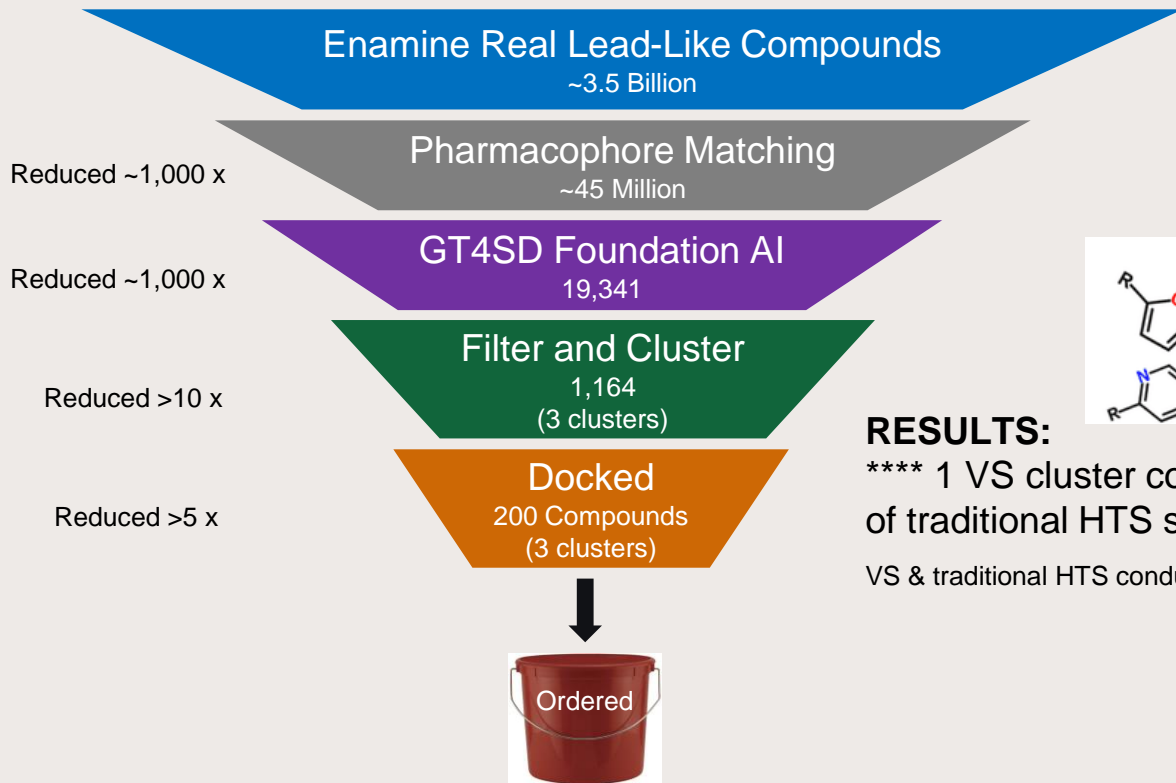 Enamine Real Lead-Like Compounds
~3.5 Billion
Reduced ~1,000 x
Pharmacophore Matching
~45 Million
Reduced ~1,000 x
GT4SD Foundation AI
19,341
Reduced >10 x
Filter and Cluster
1,164
(3 clusters)
Reduced >5 x
Docked
200 Compounds
(3 clusters)
Ordered
R
N
R
RESULTS:
**** 1 VS cluster
of traditional HTS
VS & traditional HTS